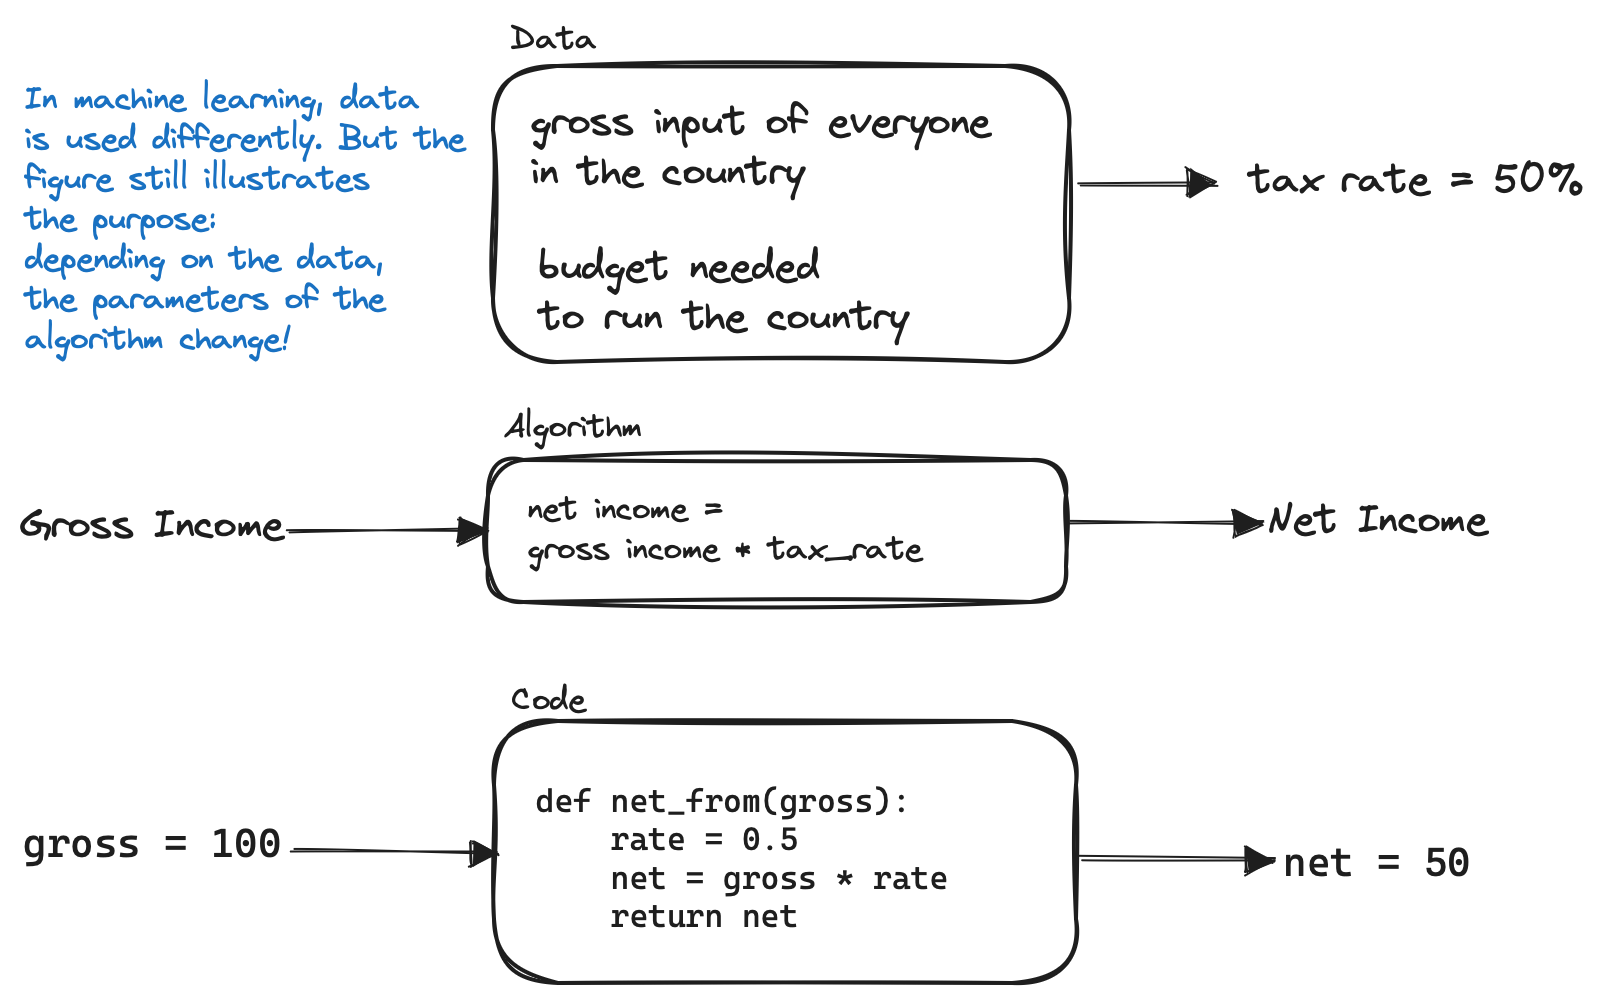 Data
In machine learning, data
is used differently. But the
figure still illustrates
the purpose:
depending on the data,
the parameters of the
algorithm change!
gross input of everyone
in the country
budget needed
to run the country
tax rate = 50%
Algorithm
Gross Income
net income =
gross income * tax_rate
Net Income
Code
gross = 100
def net_from(gross):
    rate = 0.5
    net = gross * rate
    return net
net = 50